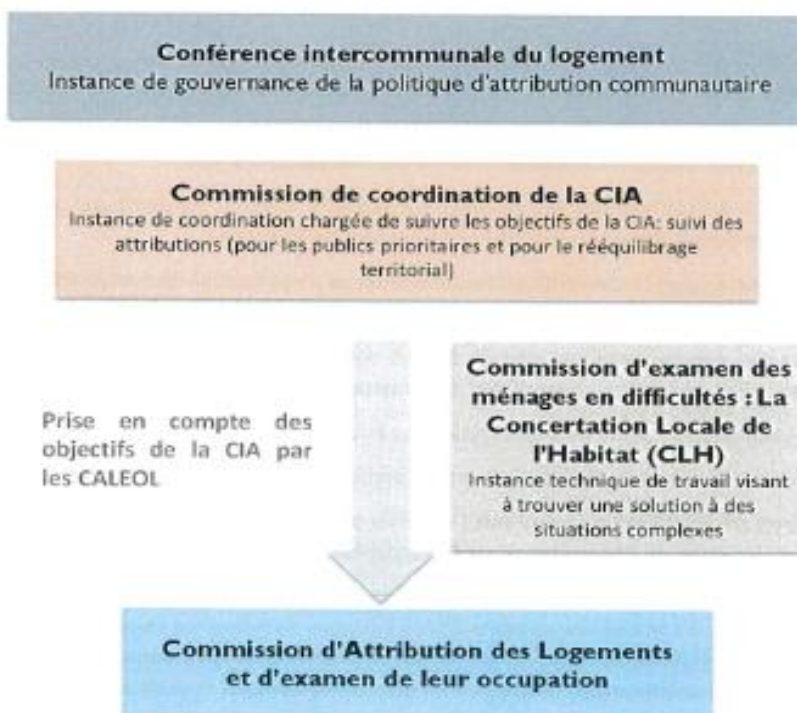 Conférence intercommunale du logement
Instance de gouvernance de la politique d'attribution communautaire
Commission de coordination de la CIA
Instance de coordination chargée de suivre les objectifs de la CIA: suivi des
attributions (pour les publics prioritaires et pour le rééquilibrage
territorial)
Prise en compte des
objectifs de la CIA par
les CALEOL
Commission d'examen des
ménages en difficultés : La
Concertation Locale de
l'Habitat (CLH)
Instance technique de travail visant
à trouver une solution à des
situations complexes
Commission d'Attribution des Logements
et d'examen de leur occupation